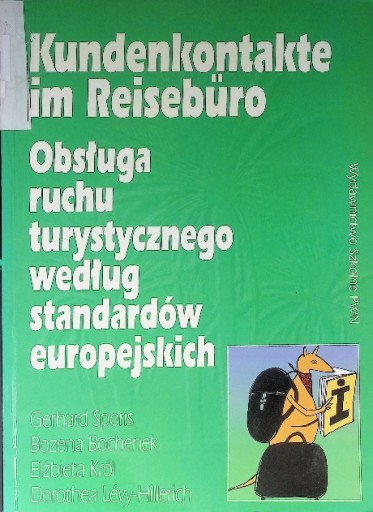 Kundenkontakte
im Reisebüro
Obsługa
ruchu
turystycznego
według
standardów
europejskich
Wydawnictwo Szkolne PWN
Gerhard Spens
Bożena Bochenek
Elżbieta Król
Dorothea Lévy-Hillerich
i